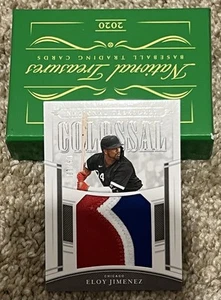 2020
BASEBALL TRADING CARDS
National Treasures
COLOSSAL
CHICAGO
ELOY JIMENEZ